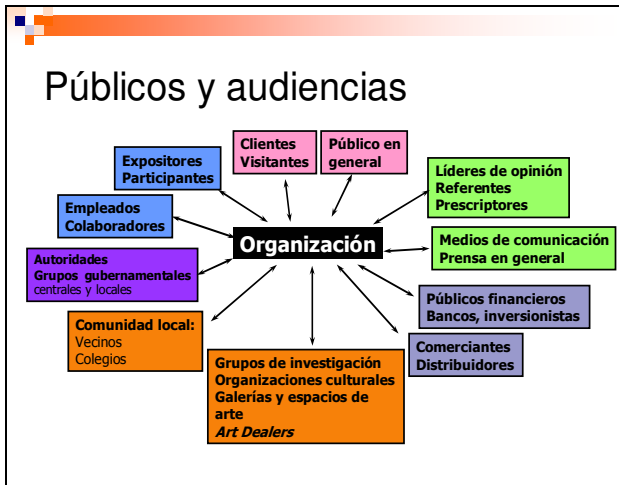 Públicos y audiencias
Clientes
Visitantes
Público en
general
Expositores
Participantes
Líderes de opinión
Referentes
Prescriptores
Empleados
Colaboradores
Organización
Medios de comunicación
Prensa en general
Autoridades
Grupos gubernamentales
centrales y locales
Públicos financieros
Bancos, inversionistas
Comunidad local:
Vecinos
Colegios
Comerciantes
Distribuidores
Grupos de investigación
Organizaciones culturales
Galerías y espacios de
arte
Art Dealers